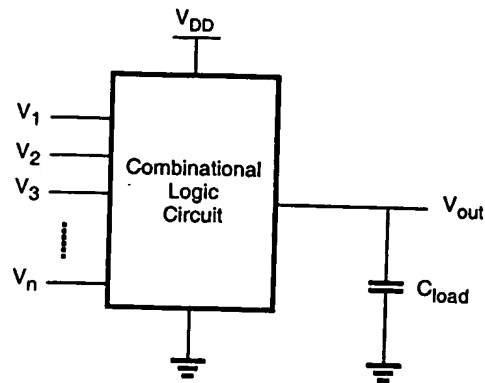 VDD
V1
V2
V3
Vn
Combinational
Logic
Circuit
Vout
Cload